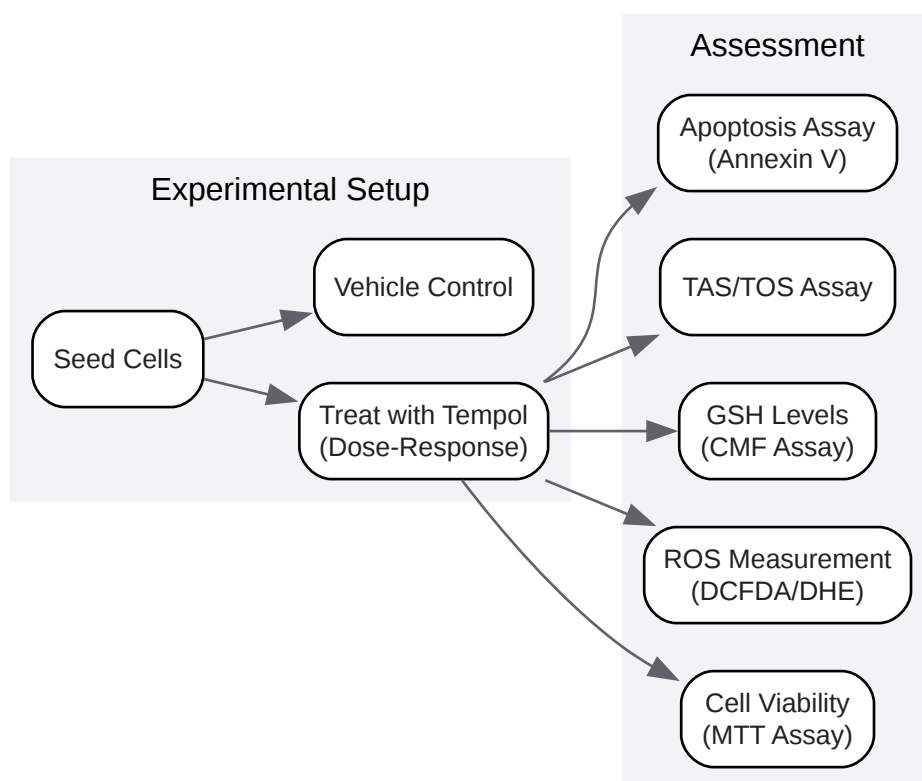 Experimental Setup
Seed Cells
Vehicle Control
Treat with Tempol
(Dose-Response)
Assessment
Apoptosis Assay
(Annexin V)
TAS/TOS Assay
GSH Levels
(CMF Assay)
ROS Measurement
(DCFDA/DHE)
Cell Viability
(MTT Assay)